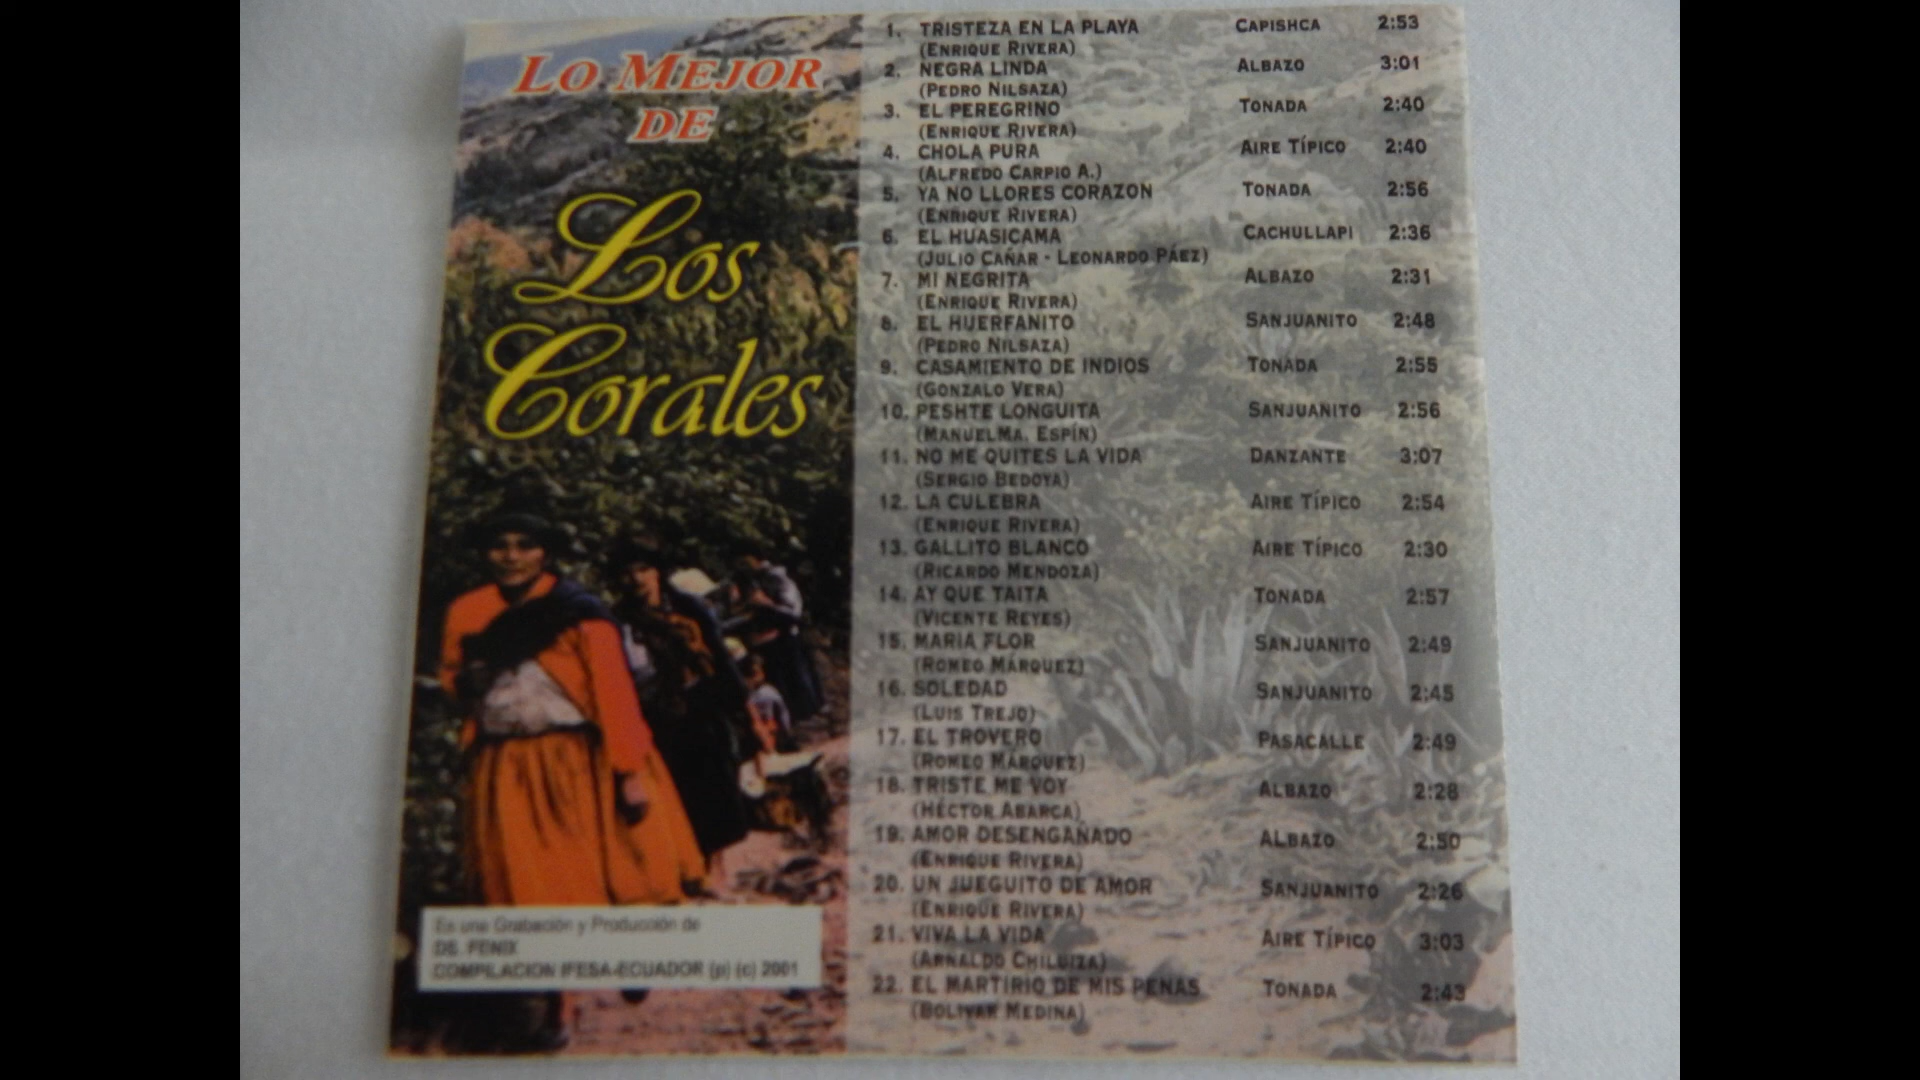 LO MEJOR
DE
Los
Corales
Es una Grabación y Producción de
DS. FENIX
COMPILACION IFESA-ECUADOR (p) (c) 2001
1. TRISTEZA EN LA PLAYA CAPISHCA 2:53
(ENRIQUE RIVERA)
2. NEGRA LINDA ALBAZO 3:01
(PEDRO NILSAZA)
3. EL PEREGRINO TONADA 2:40
(ENRIQUE RIVERA)
4. CHOLA PURA AIRE TÍPICO 2:40
(ALFREDO CARPIO A.)
5. YA NO LLORES CORAZON TONADA 2:56
(ENRIQUE RIVERA)
6. EL HUASICAMA CACHULLAPI 2:36
(JULIO CAÑAR - LEONARDO PÁEZ)
7. MI NEGRITA ALBAZO 2:31
(ENRIQUE RIVERA)
8. EL HUERFANITO SANJUANITO 2:48
(PEDRO NILSAZA)
9. CASAMIENTO DE INDIOS TONADA 2:55
(GONZALO VERA)
10. PESHTE LONGUITA SANJUANITO 2:56
(MANUELMA. ESPÍN)
11. NO ME QUITES LA VIDA DANZANTE 3:07
(SERGIO BEDOYA)
12. LA CULEBRA AIRE TÍPICO 2:54
(ENRIQUE RIVERA)
13. GALLITO BLANCO AIRE TÍPICO 2:30
(RICARDO MENDOZA)
14. AY QUE TAITA TONADA 2:57
(VICENTE REYES)
15. MARIA FLOR SANJUANITO 2:49
(ROMEO MÁRQUEZ)
16. SOLEDAD SANJUANITO 2:45
(LUIS TREJO)
17. EL TROVERO PASACALLE 2:49
(ROMEO MÁRQUEZ)
18. TRISTE ME VOY ALBAZO 2:28
(HÉCTOR ABARCA)
19. AMOR DESENGAÑADO ALBAZO 2:50
(ENRIQUE RIVERA)
20. UN JUEGUITO DE AMOR SANJUANITO 2:26
(ENRIQUE RIVERA)
21. VIVA LA VIDA AIRE TÍPICO 3:03
(ARNALDO CHILUIZA)
22. EL MARTIRIO DE MIS PENAS TONADA 2:43
(BOLIVAR MEDINA)